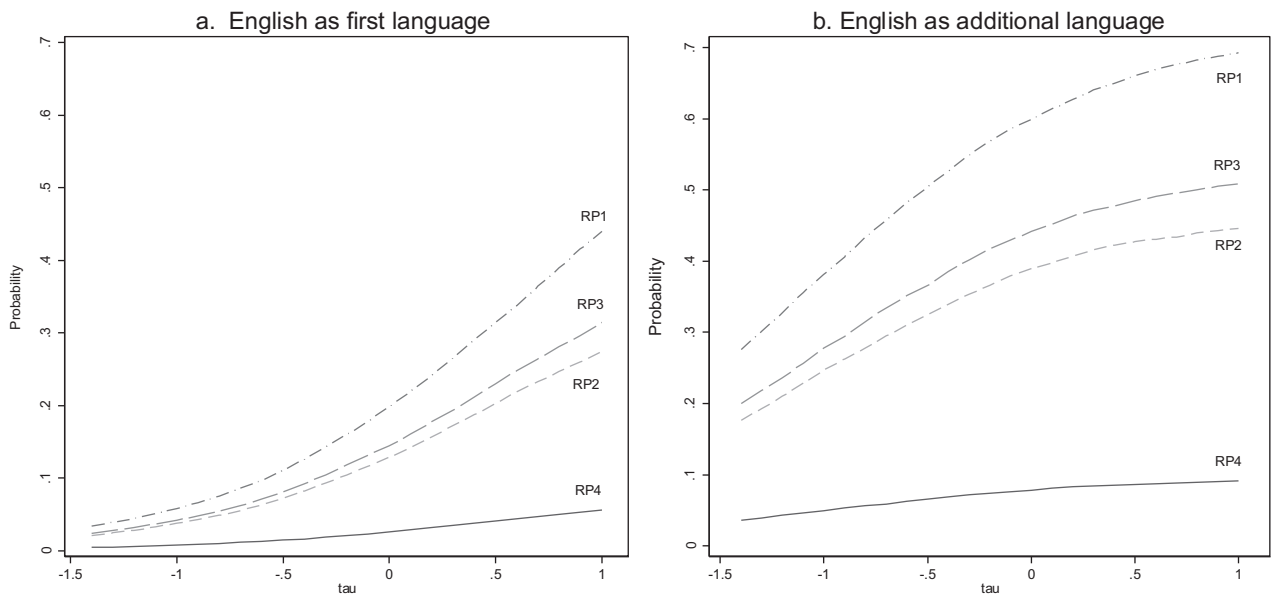 a. English as first language
Probability
.7
.6
.5
.4
.3
.2
.1
0
RP1
RP3
RP2
RP4
-1.5
-1
-.5
0
.5
1
tau
b. English as additional language
Probability
.7
.6
.5
.4
.3
.2
.1
0
RP1
RP3
RP2
RP4
-1.5
-1
-.5
0
.5
1
tau